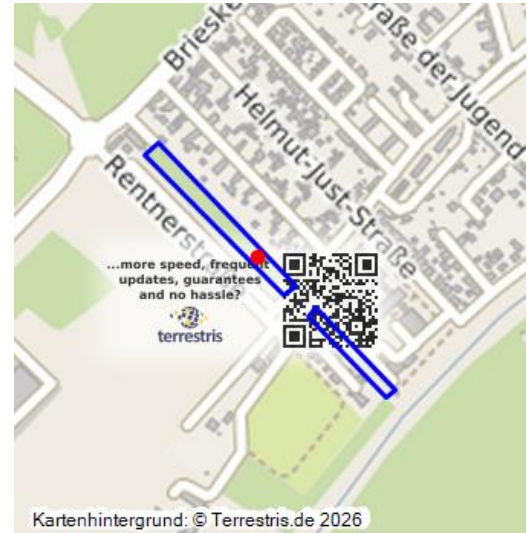 Brieske
Straße der Jugend
Helmut-Just-Straße
Rentnerst
...more speed, frequent
updates, guarantees
and no hassle?
terrestris
Kartenhintergrund: © Terrestris.de 2026